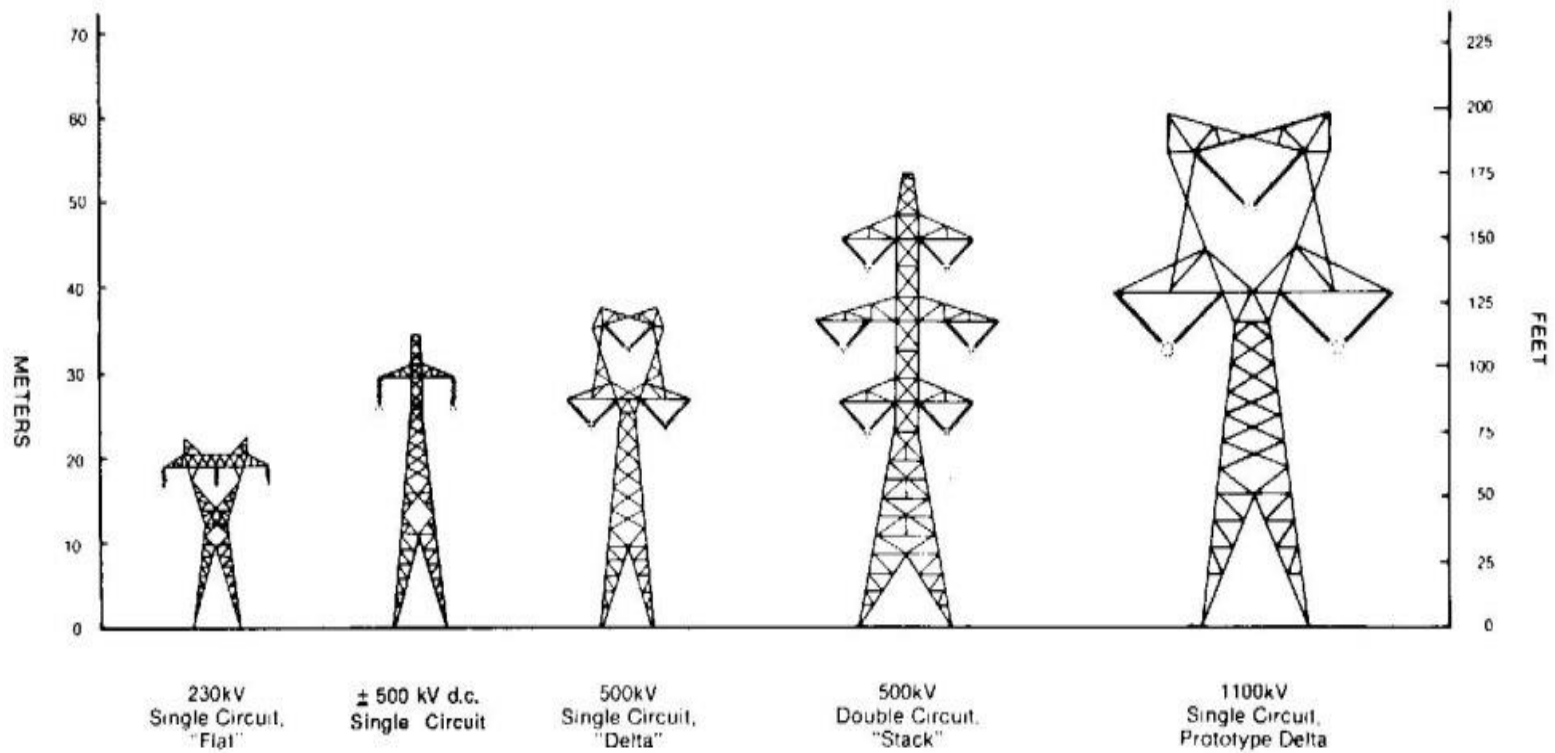 70
60
50
40
30
20
10
0
METERS
225
200
175
150
125
100
75
50
25
0
FEET
230kV
Single Circuit,
"Flat"
± 500 kV d.c.
Single Circuit
500kV
Single Circuit,
"Delta"
500kV
Double Circuit.
"Stack"
1100kV
Single Circuit,
Prototype Delta